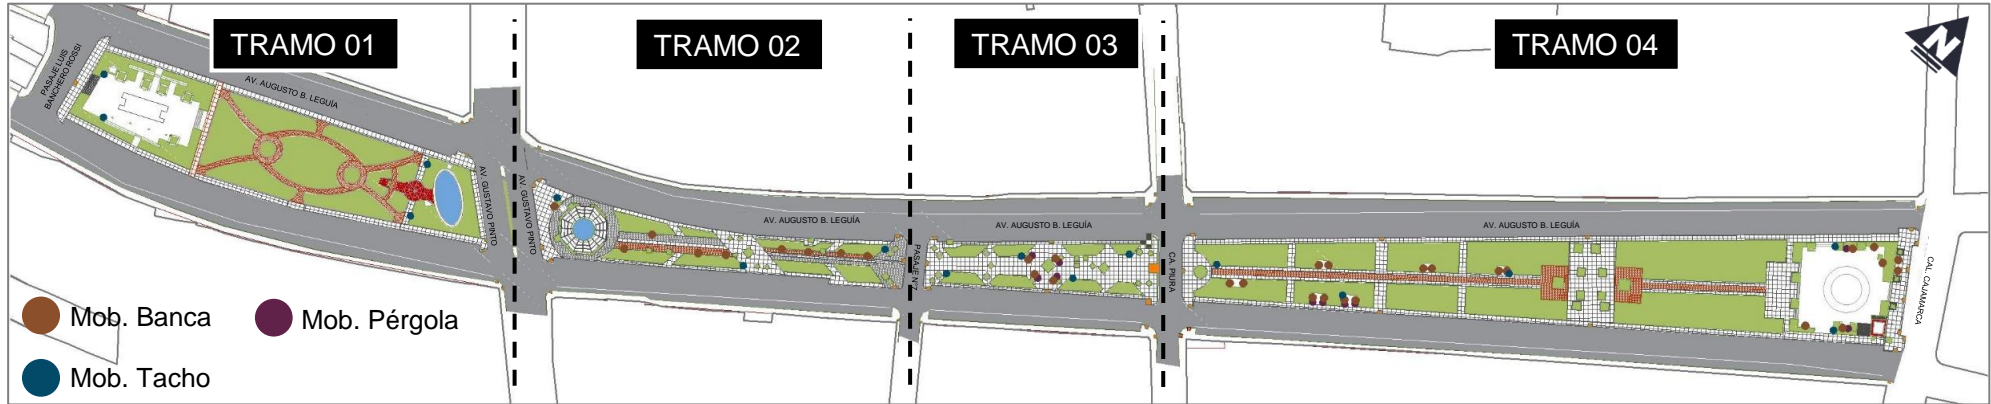 TRAMO 01
TRAMO 02
TRAMO 03
TRAMO 04
N
PASAJE LUIS
BANCHERO ROSSI
AV. AUGUSTO B. LEGUÍA
AV. GUSTAVO PINTO
AV. GUSTAVO PINTO
AV. AUGUSTO B. LEGUÍA
PASAJE N°7
AV. AUGUSTO B. LEGUÍA
CA. PIURA
AV. AUGUSTO B. LEGUÍA
CAL. CAJAMARCA
Mob. Banca
Mob. Pérgola
Mob. Tacho